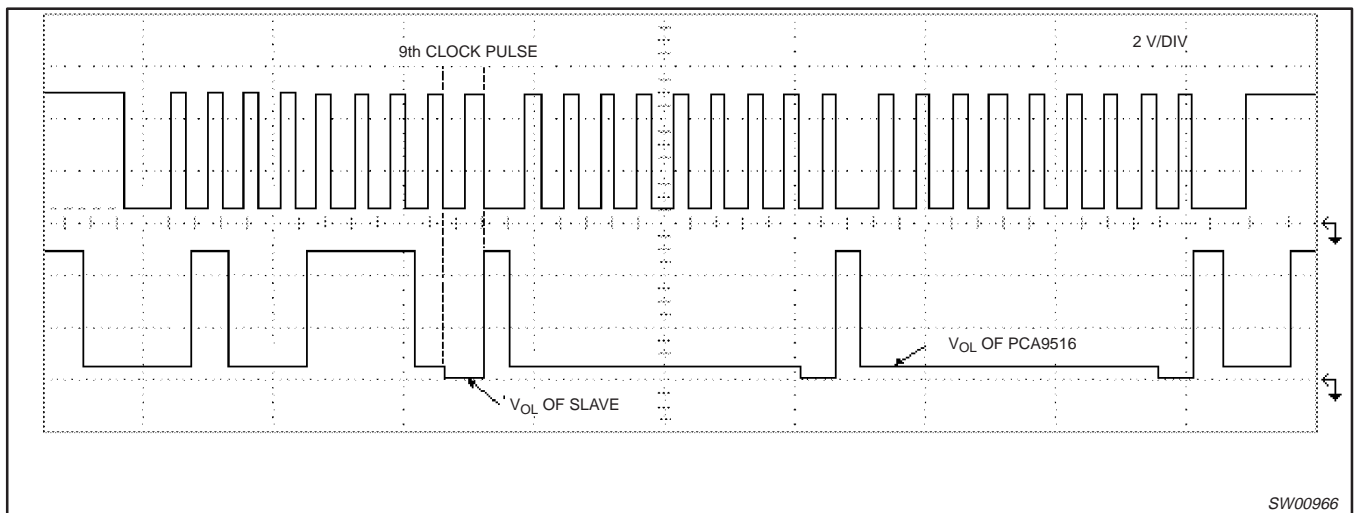 2 V/DIV
9th CLOCK PULSE
VOL OF PCA9516
VOL OF SLAVE
SW00966